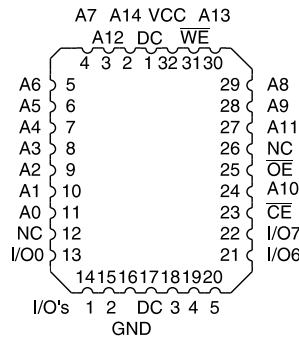 A7 A14 VCC A13
A12 DC W̅E̅
4 3 2 1 32 31 30
A6 5 29 A8
A5 6 28 A9
A4 7 27 A11
A3 8 26 NC
A2 9 25 O̅E̅
A1 10 24 A10
A0 11 23 C̅E̅
NC 12 22 I/O7
I/O0 13 21 I/O6
14 15 16 17 18 19 20
I/O's 1 2 DC 3 4 5
GND